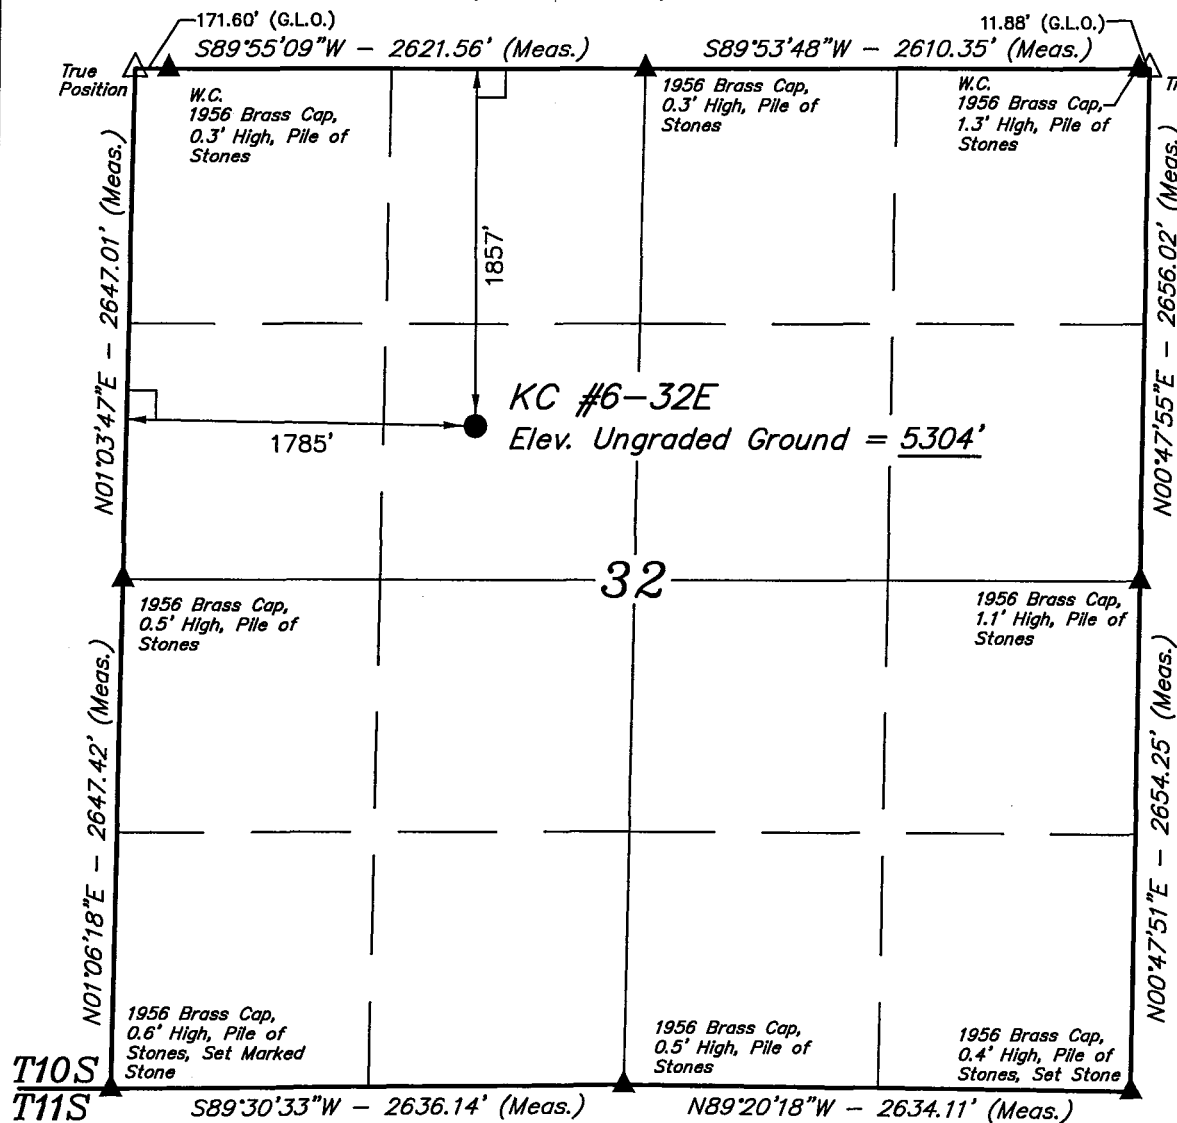 171.60' (G.L.O.)
11.88' (G.L.O.)
S89°55'09"W - 2621.56' (Meas.)
S89°53'48"W - 2610.35' (Meas.)
True
Position
W.C.
1956 Brass Cap,
0.3' High, Pile of
Stones
1956 Brass Cap,
0.3' High, Pile of
Stones
W.C.
1956 Brass Cap,
1.3' High, Pile of
Stones
N01°03'47"E - 2647.01' (Meas.)
1857'
N00°47'55"E - 2656.02' (Meas.)
KC #6-32E
Elev. Ungraded Ground = 5304'
1785'
32
1956 Brass Cap,
0.5' High, Pile of
Stones
1956 Brass Cap,
1.1' High, Pile of
Stones
N01°06'18"E - 2647.42' (Meas.)
N00°47'51"E - 2654.25' (Meas.)
1956 Brass Cap,
0.6' High, Pile of
Stones, Set Marked
Stone
1956 Brass Cap,
0.5' High, Pile of
Stones
1956 Brass Cap,
0.4' High, Pile of
Stones, Set Stone
T10S
T11S
S89°30'33"W - 2636.14' (Meas.)
N89°20'18"W - 2634.11' (Meas.)